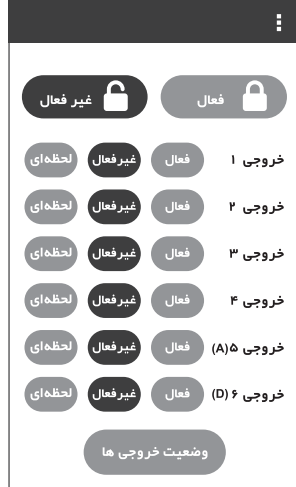 فعال غیر فعال
خروجی ۱ فعال غیرفعال لحظه‌ای
خروجی ۲ فعال غیرفعال لحظه‌ای
خروجی ۳ فعال غیرفعال لحظه‌ای
خروجی ۴ فعال غیرفعال لحظه‌ای
خروجی ۵ (A) فعال غیرفعال لحظه‌ای
خروجی ۶ (D) فعال غیرفعال لحظه‌ای
وضعیت خروجی ها